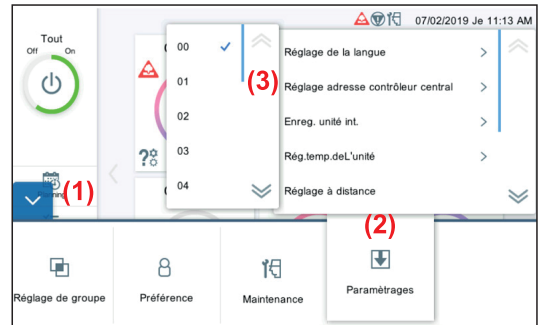 07/02/2019 Je 11:13 AM
Tout
Off On
00
01
02
03
04
(3)
Réglage de la langue
Réglage adresse contrôleur central
Enreg. unité int.
Rég.temp.deL'unité
Réglage à distance
(1)
(2)
Réglage de groupe
Préférence
Maintenance
Paramètrages